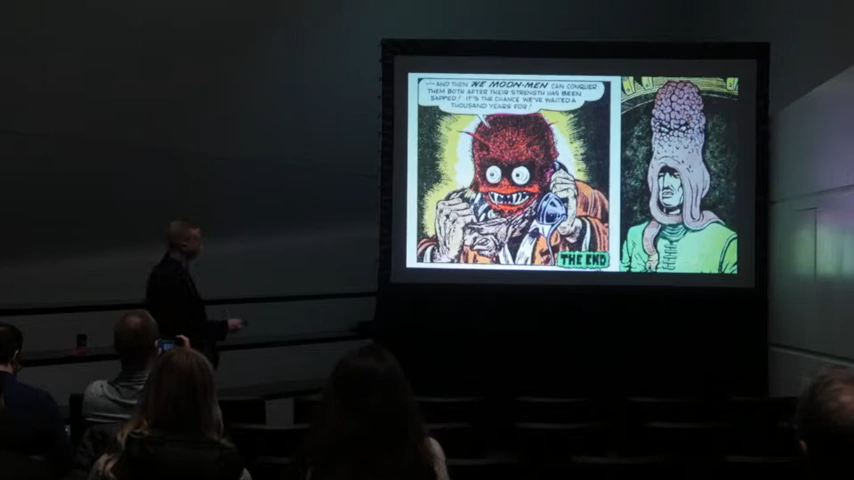 —AND THEN WE MOON-MEN CAN CONQUER
THEM BOTH AFTER THEIR STRENGTH HAS BEEN
SAPPED! IT'S THE CHANCE WE'VE WAITED A
THOUSAND YEARS FOR!
THE END